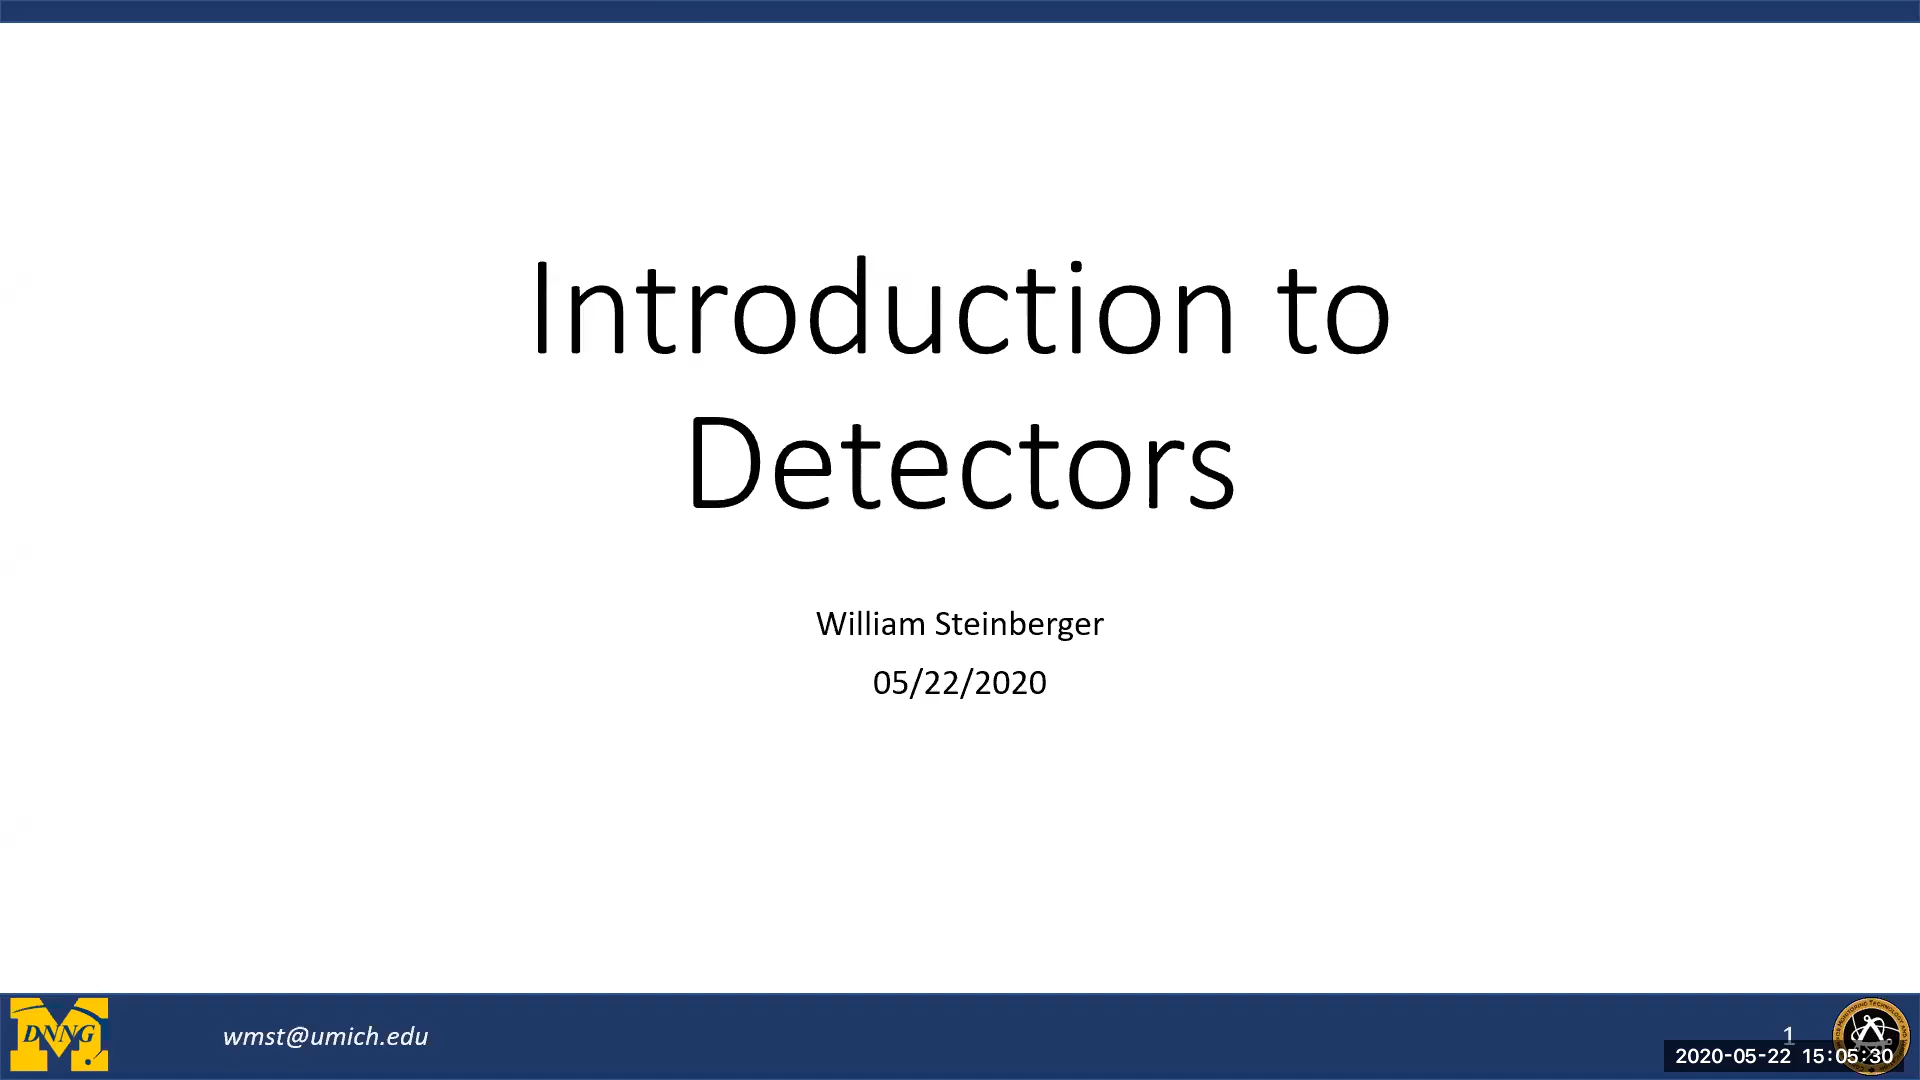 Introduction to
Detectors
William Steinberger
05/22/2020
DNNG
wmst@umich.edu
1
2020-05-22 15:05:30